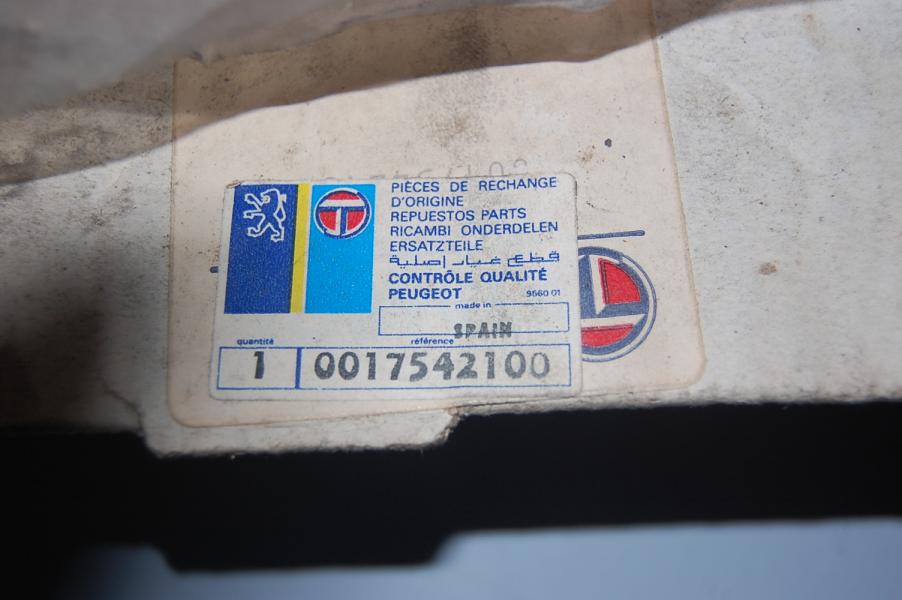 PIÈCES DE RECHANGE
D'ORIGINE
REPUESTOS PARTS
RICAMBI ONDERDELEN
ERSATZTEILE
قطع غيار اصلية
CONTRÔLE QUALITÉ
PEUGEOT 9660 01
made in
SPAIN
quantité référence
1 0017542100